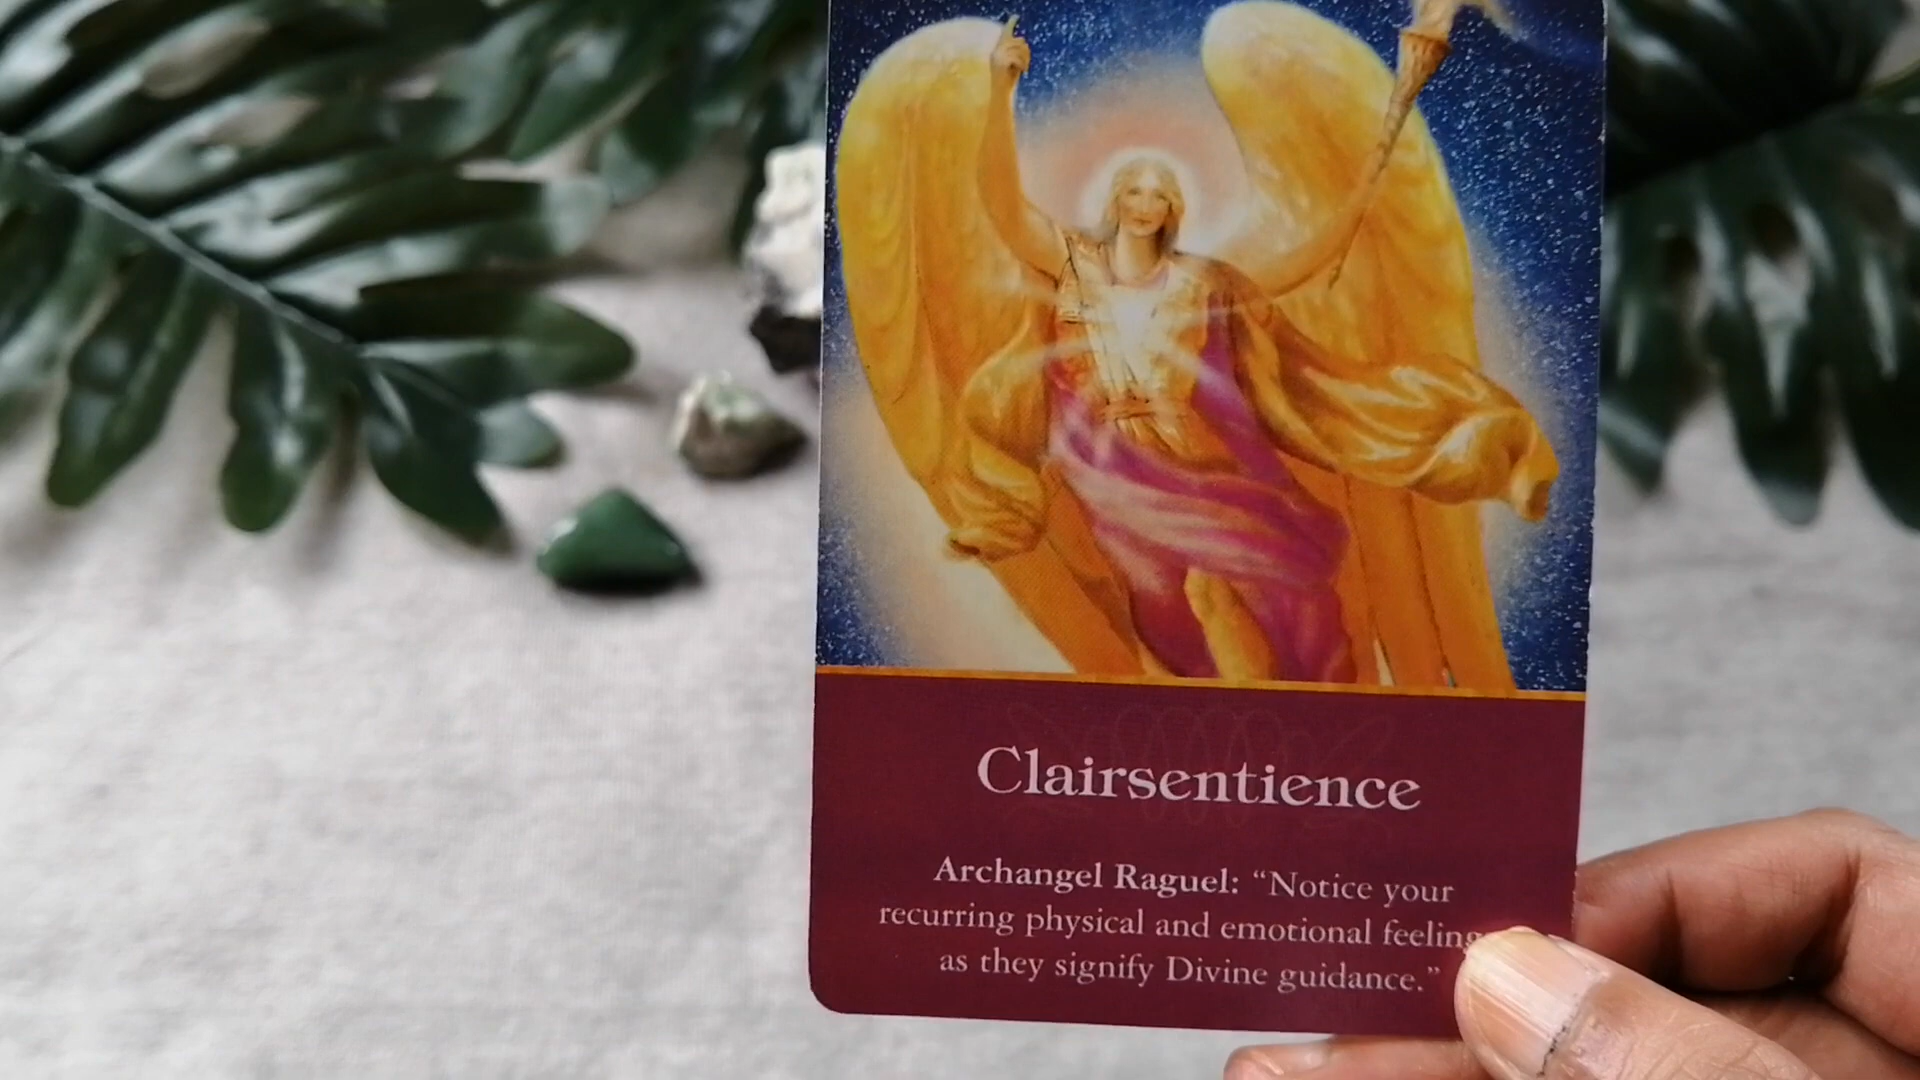 Clairsentience
Archangel Raguel: “Notice your
recurring physical and emotional feeling
as they signify Divine guidance.”